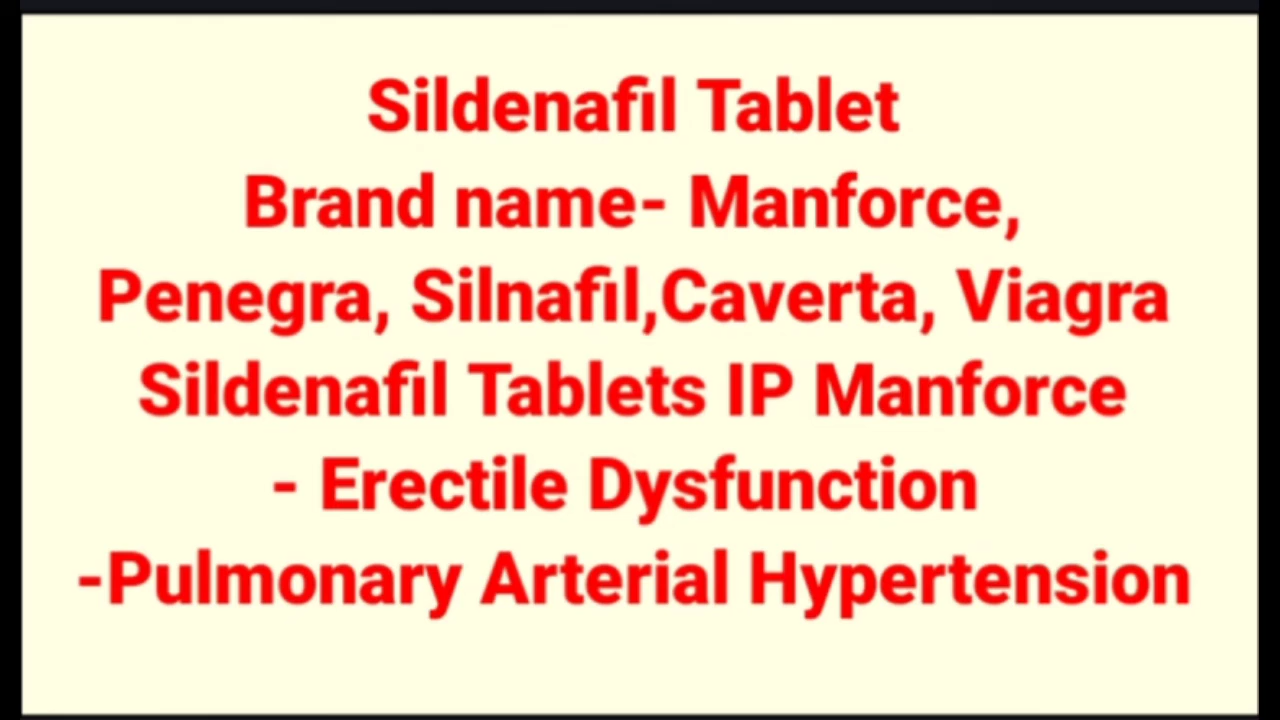 Sildenafil Tablet
Brand name- Manforce,
Penegra, Silnafil,Caverta, Viagra
Sildenafil Tablets IP Manforce
- Erectile Dysfunction
-Pulmonary Arterial Hypertension